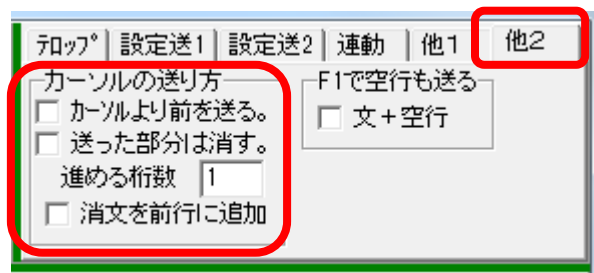 ﾃﾛｯﾌﾟ 設定送1 設定送2 連動 他1 他2
カーソルの送り方
カーソルより前を送る。
送った部分は消す。
進める桁数 1
消文を前行に追加
F1で空行も送る
文+空行